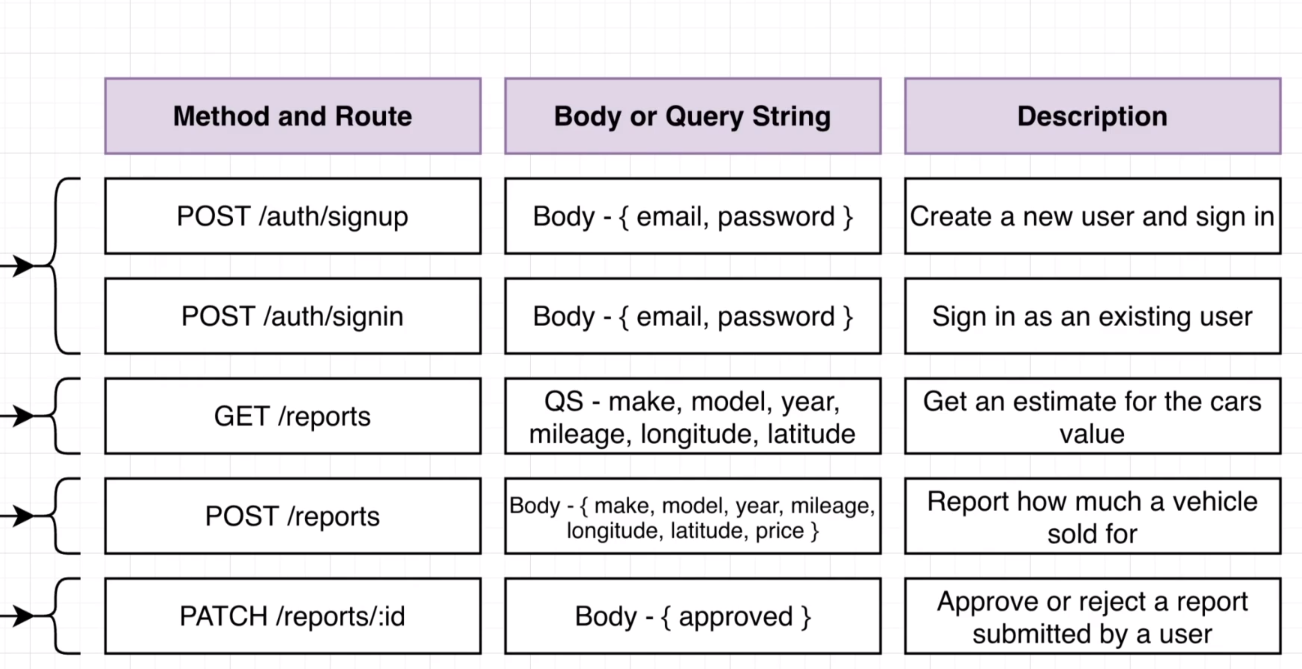 Method and Route
Body or Query String
Description
POST /auth/signup
Body - { email, password }
Create a new user and sign in
POST /auth/signin
Body - { email, password }
Sign in as an existing user
GET /reports
QS - make, model, year,
mileage, longitude, latitude
Get an estimate for the cars
value
POST /reports
Body - { make, model, year, mileage,
longitude, latitude, price }
Report how much a vehicle
sold for
PATCH /reports/:id
Body - { approved }
Approve or reject a report
submitted by a user